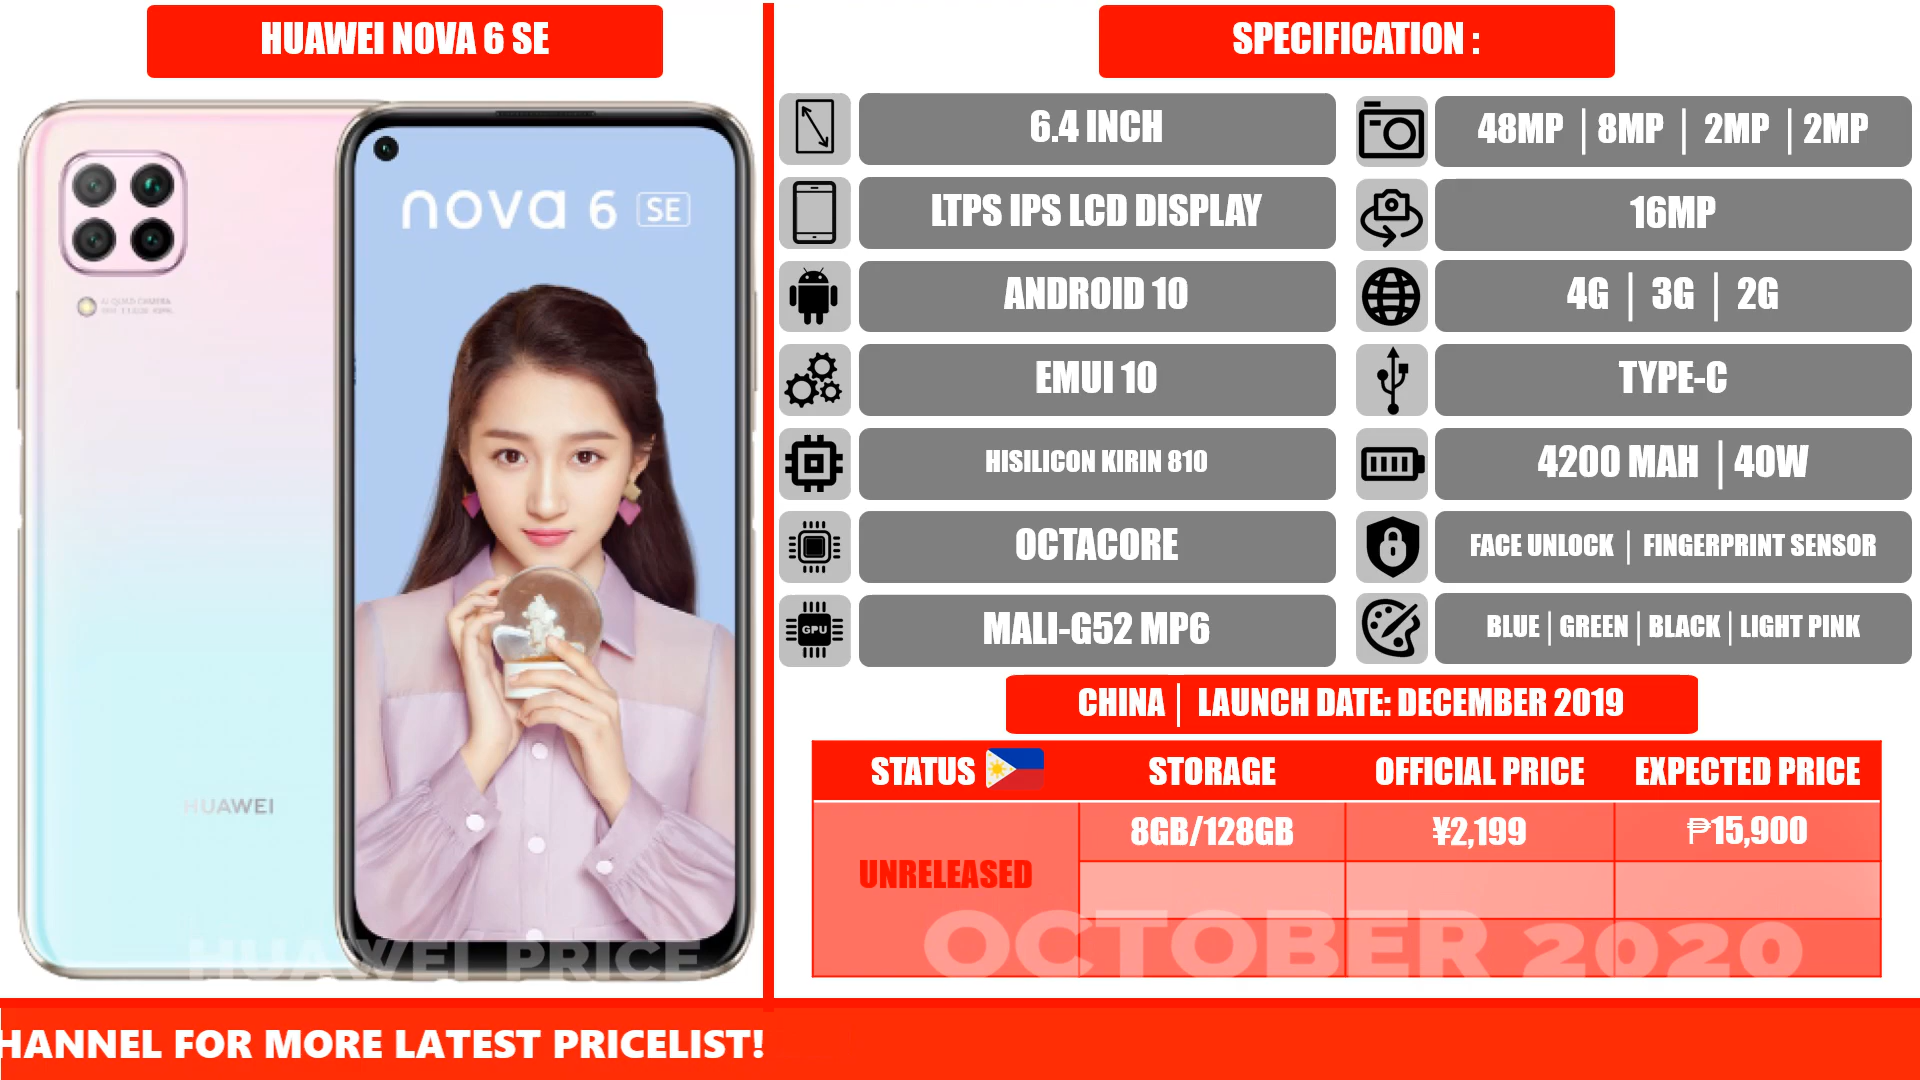 HUAWEI NOVA 6 SE
nova 6 SE
AI QUAD CAMERA
HUAWEI
HUAWEI PRICE
SPECIFICATION :
6.4 INCH
LTPS IPS LCD DISPLAY
ANDROID 10
EMUI 10
HISILICON KIRIN 810
OCTACORE
GPU
MALI-G52 MP6
48MP | 8MP | 2MP | 2MP
16MP
4G | 3G | 2G
TYPE-C
4200 MAH | 40W
FACE UNLOCK | FINGERPRINT SENSOR
BLUE | GREEN | BLACK | LIGHT PINK
CHINA | LAUNCH DATE: DECEMBER 2019
STATUS STORAGE OFFICIAL PRICE EXPECTED PRICE
UNRELEASED 8GB/128GB ¥2,199 ₱15,900
OCTOBER 2020
HANNEL FOR MORE LATEST PRICELIST!